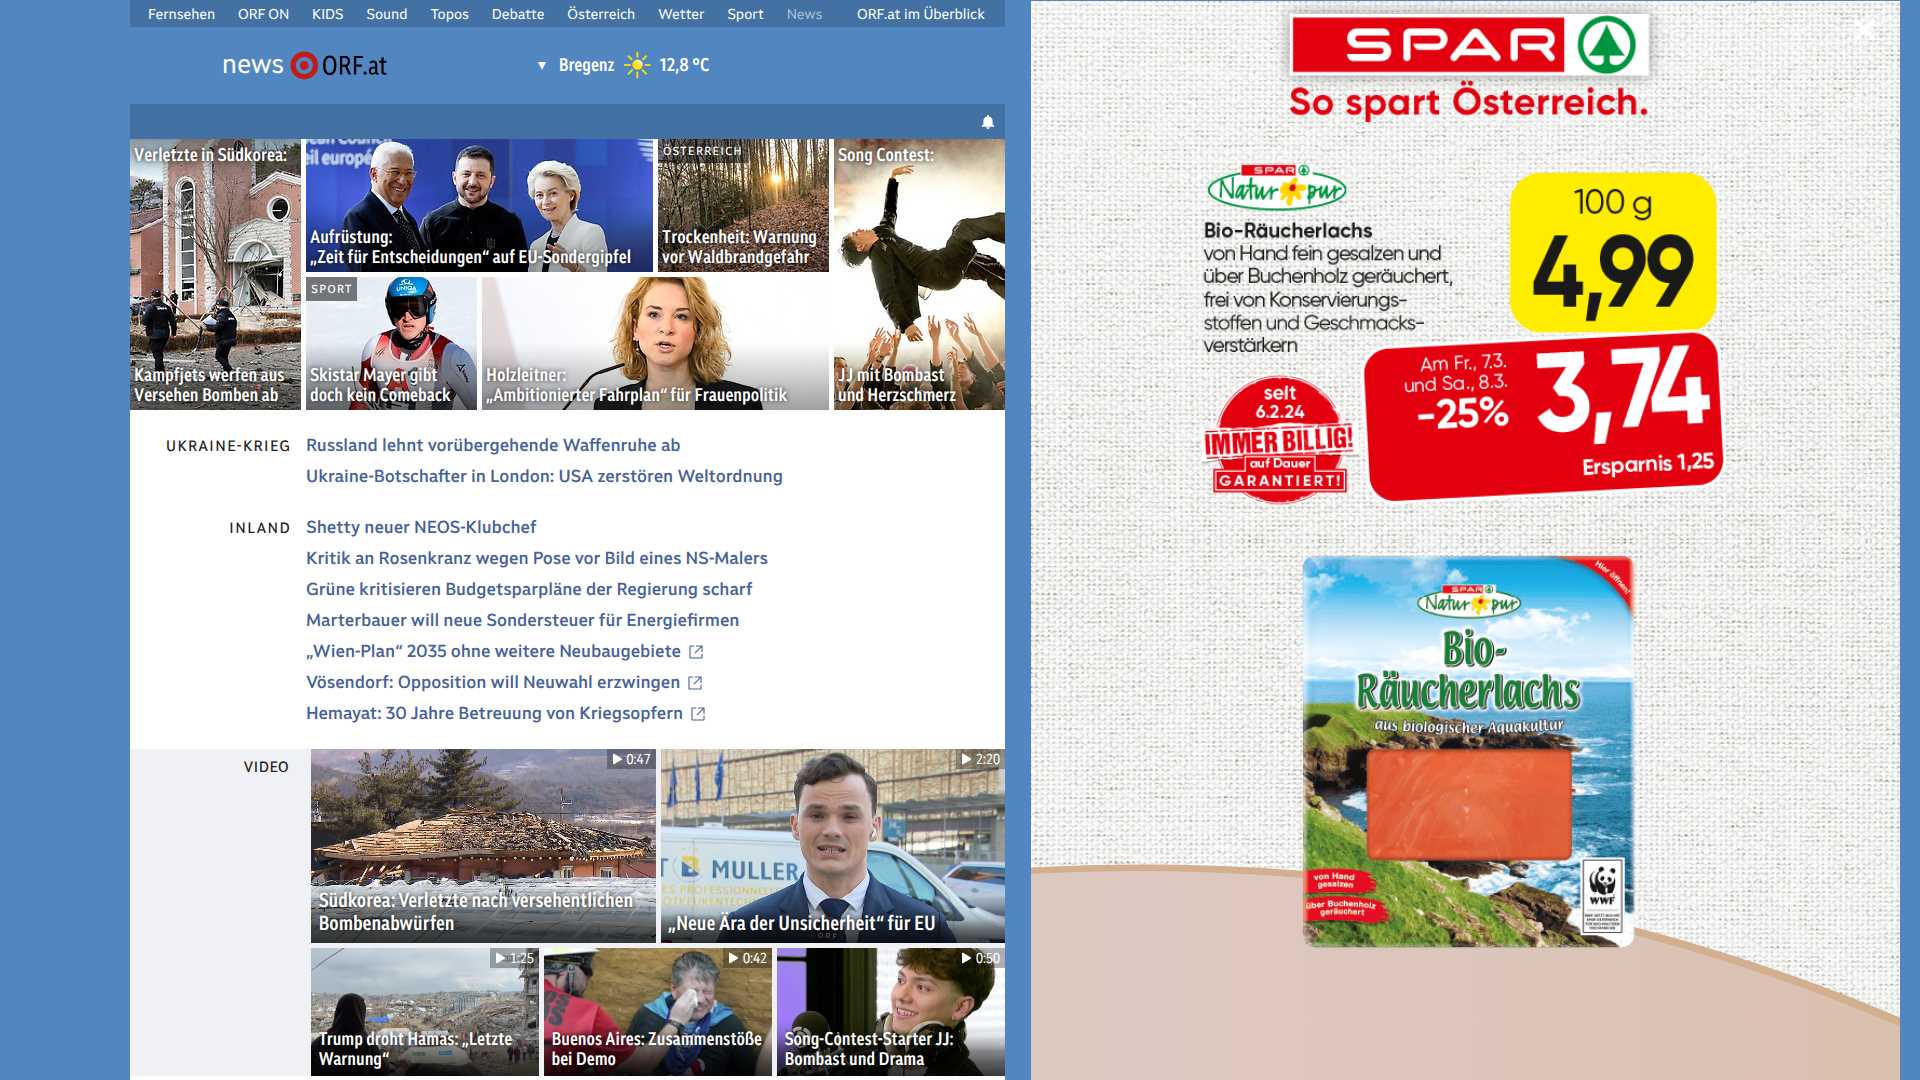 Fernsehen ORF ON KIDS Sound Topos Debatte Österreich Wetter Sport News ORF.at im Überblick
news ORF.at
Bregenz 12,8 °C
Verletzte in Südkorea:
Kampfjets werfen aus
Versehen Bomben ab
Aufrüstung:
„Zeit für Entscheidungen“ auf EU-Sondergipfel
ÖSTERREICH
Trockenheit: Warnung
vor Waldbrandgefahr
Song Contest:
JJ mit Bombast
und Herzschmerz
SPORT
Skistar Mayer gibt
doch kein Comeback
Holzleitner:
„Ambitionierter Fahrplan“ für Frauenpolitik
UKRAINE-KRIEG
Russland lehnt vorübergehende Waffenruhe ab
Ukraine-Botschafter in London: USA zerstören Weltordnung
INLAND
Shetty neuer NEOS-Klubchef
Kritik an Rosenkranz wegen Pose vor Bild eines NS-Malers
Grüne kritisieren Budgetsparpläne der Regierung scharf
Marterbauer will neue Sondersteuer für Energiefirmen
„Wien-Plan“ 2035 ohne weitere Neubaugebiete
Vösendorf: Opposition will Neuwahl erzwingen
Hemayat: 30 Jahre Betreuung von Kriegsopfern
VIDEO
0:47
Südkorea: Verletzte nach versehentlichen
Bombenabwürfen
2:20
MULLER
„Neue Ära der Unsicherheit“ für EU
1:25
Trump droht Hamas: „Letzte
Warnung“
0:42
Buenos Aires: Zusammenstöße
bei Demo
0:50
Song-Contest-Starter JJ:
Bombast und Drama
SPAR
So spart Österreich.
SPAR
Natur pur
Bio-Räucherlachs
von Hand fein gesalzen und
über Buchenholz geräuchert,
frei von Konservierungs-
stoffen und Geschmacks-
verstärkern
100 g
4,99
Am Fr., 7.3.
und Sa., 8.3.
-25%
3,74
Ersparnis 1,25
seit
6.2.24
IMMER BILLIG!
auf Dauer
GARANTIERT!
Hier öffnen!
SPAR
Natur pur
Bio-
Räucherlachs
aus biologischer Aquakultur
von Hand
gesalzen
über Buchenholz
geräuchert
WWF